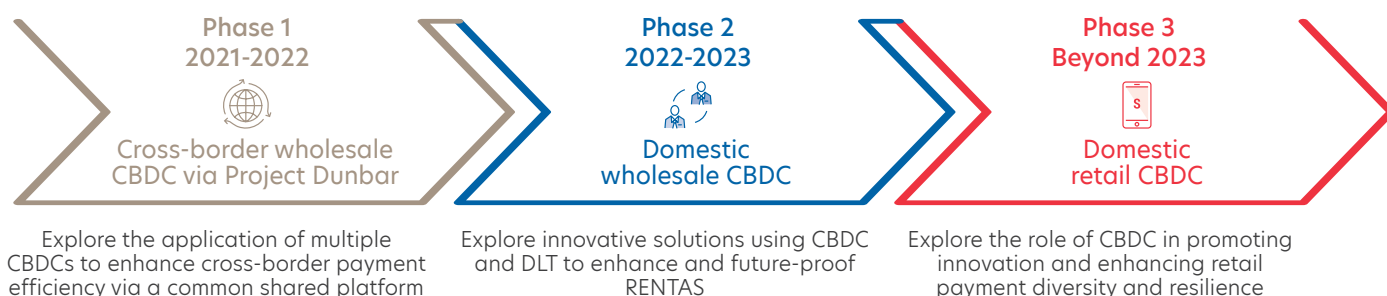 Phase 1
2021-2022
Cross-border wholesale
CBDC via Project Dunbar
Explore the application of multiple
CBDCs to enhance cross-border payment
efficiency via a common shared platform
Phase 2
2022-2023
Domestic
wholesale CBDC
Explore innovative solutions using CBDC
and DLT to enhance and future-proof
RENTAS
Phase 3
Beyond 2023
S
Domestic
retail CBDC
Explore the role of CBDC in promoting
innovation and enhancing retail
payment diversity and resilience